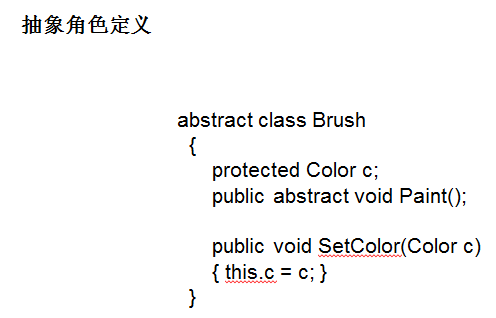 抽象角色定义
abstract class Brush
{
protected Color c;
public abstract void Paint();
public void SetColor(Color c)
{ this.c = c; }
}